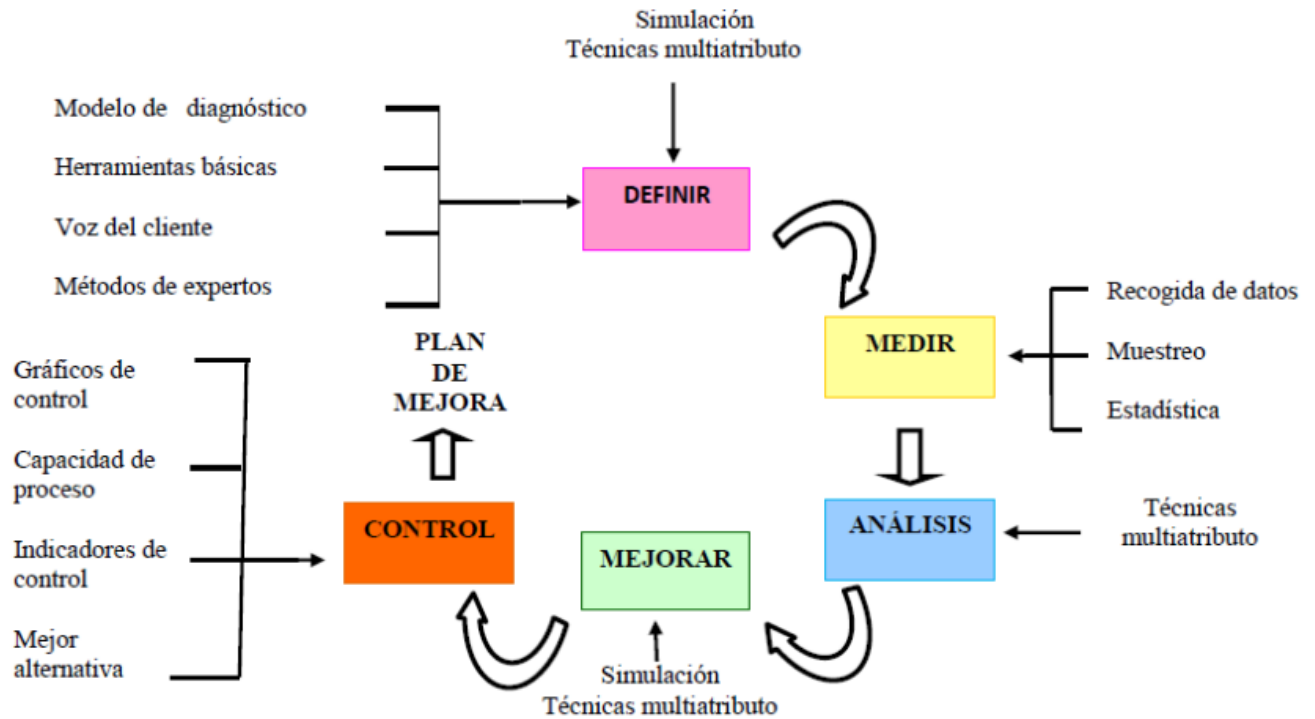 Simulación
Técnicas multiatributo
Modelo de diagnóstico
Herramientas básicas
Voz del cliente
Métodos de expertos
DEFINIR
MEDIR
Recogida de datos
Muestreo
Estadística
PLAN
DE
MEJORA
Gráficos de
control
Capacidad de
proceso
Indicadores de
control
Mejor
alternativa
CONTROL
MEJORAR
ANÁLISIS
Técnicas
multiatributo
Simulación
Técnicas multiatributo